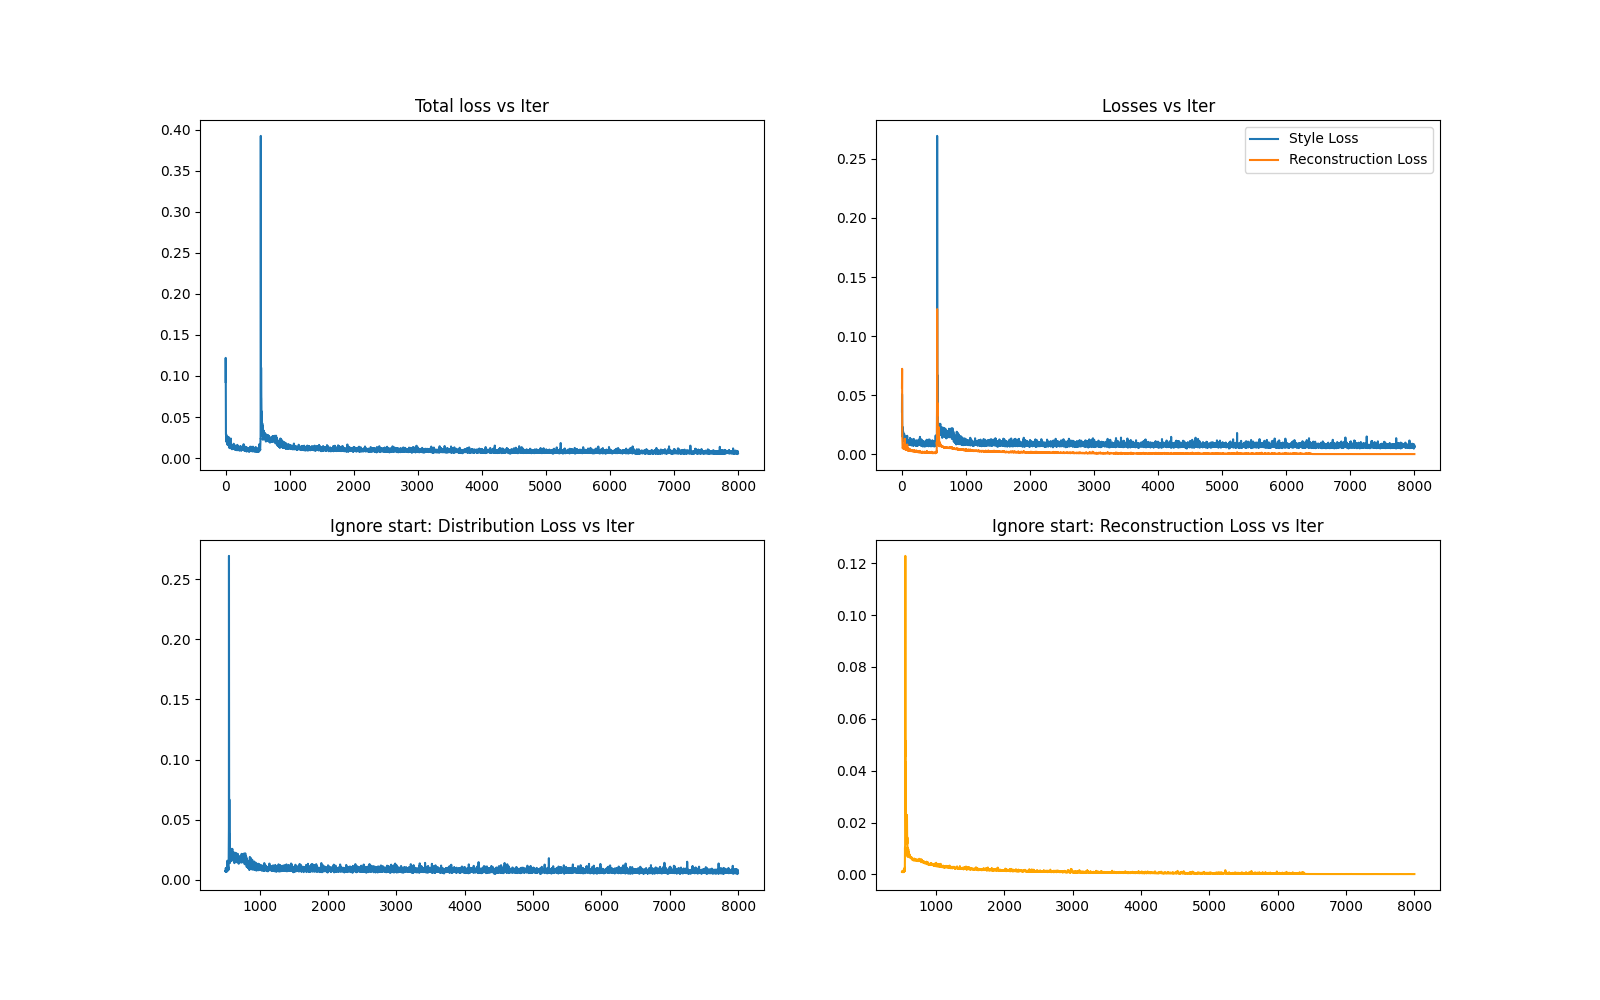 Total loss vs Iter
0.40
0.35
0.30
0.25
0.20
0.15
0.10
0.05
0.00
0 1000 2000 3000 4000 5000 6000 7000 8000
Losses vs Iter
Style Loss
Reconstruction Loss
0.25
0.20
0.15
0.10
0.05
0.00
0 1000 2000 3000 4000 5000 6000 7000 8000
Ignore start: Distribution Loss vs Iter
0.25
0.20
0.15
0.10
0.05
0.00
1000 2000 3000 4000 5000 6000 7000 8000
Ignore start: Reconstruction Loss vs Iter
0.12
0.10
0.08
0.06
0.04
0.02
0.00
1000 2000 3000 4000 5000 6000 7000 8000